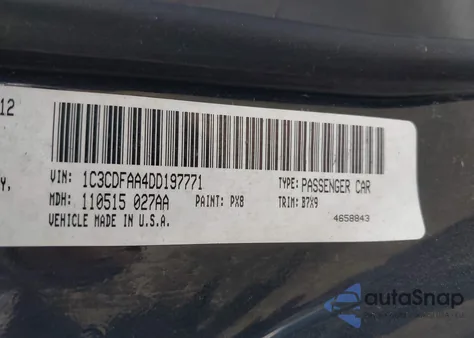 12
Y,
VIN: 1C3CDFAA4DD197771
TYPE: PASSENGER CAR
MDH: 110515 027AA
PAINT: PX8
TRIM: B7X9
VEHICLE MADE IN U.S.A.
4658843
autoSnap